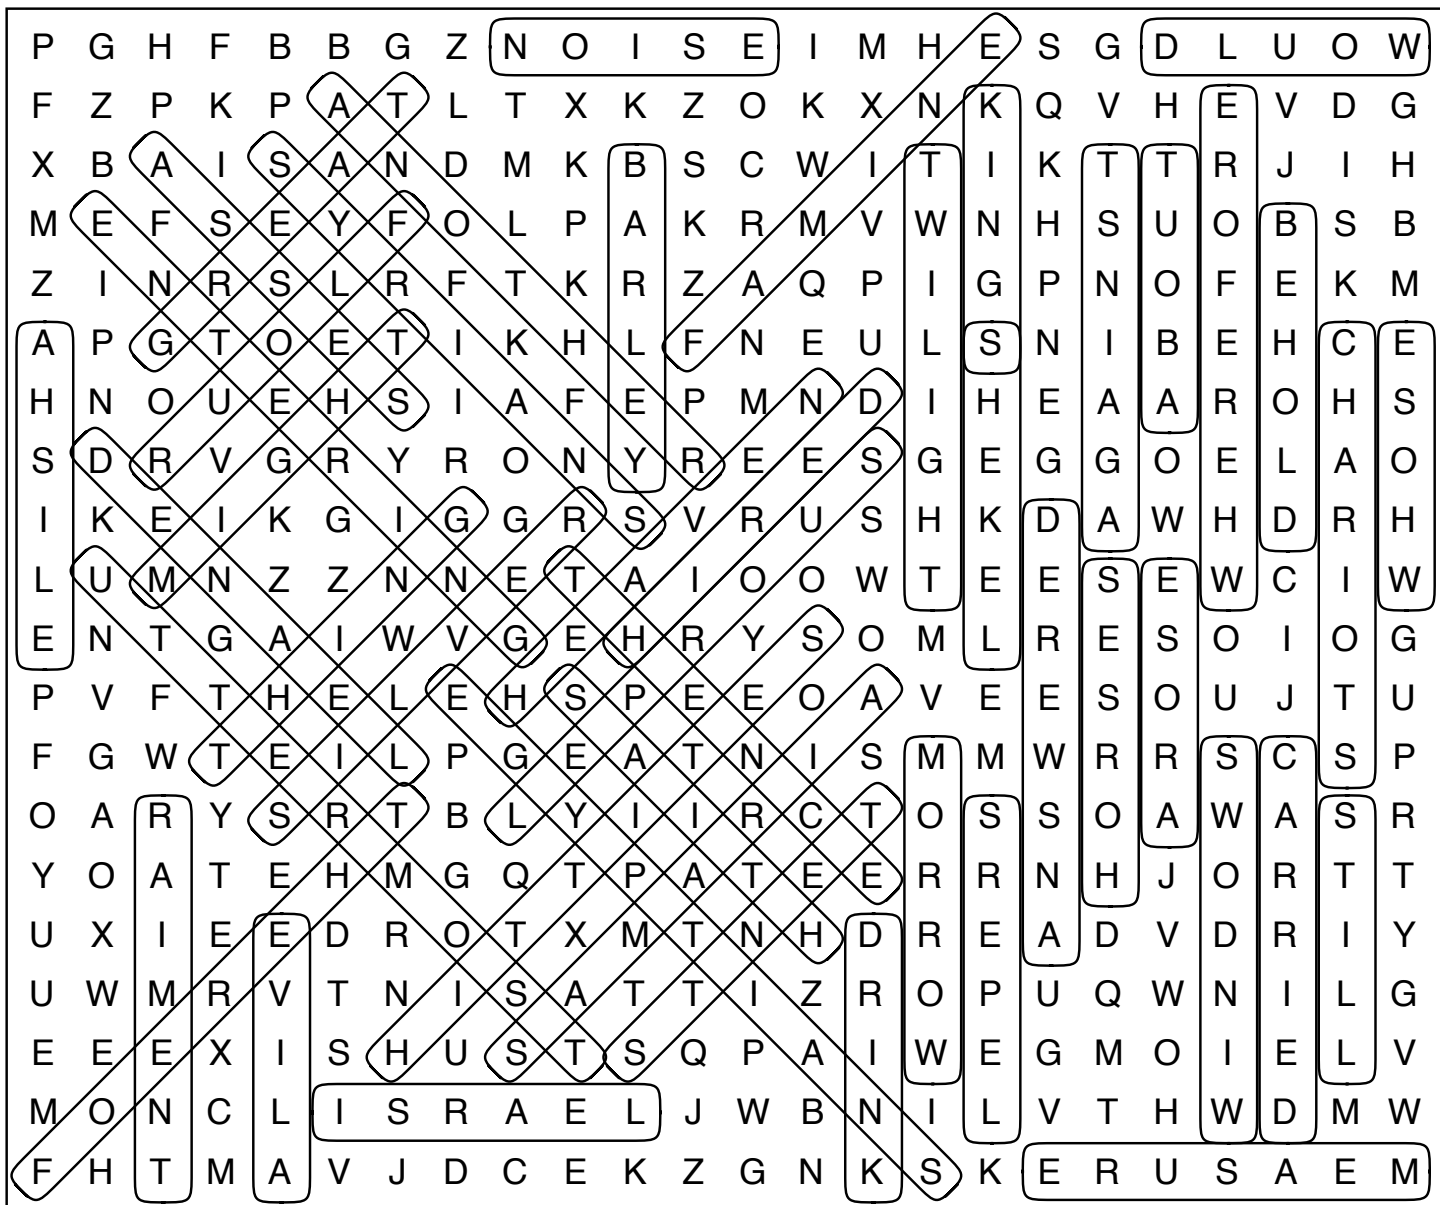 P G H F B B G Z N O I S E I M H E S G D L U O W
F Z P K P A T L T X K Z O K X N K Q V H E V D G
X B A I S A N D M K B S C W I T I K T T R J I H
M E F S E Y F O L P A K R M V W N H S U O B S B
Z I N R S L R F T K R Z A Q P I G P N O F E K M
A P G T O E T I K H L F N E U L S N I B E H C E
H N O U E H S I A F E P M N D I H E A A R O H S
S D R V G R Y R O N Y R E E S G E G G O E L A O
I K E I K G I G G R S V R U S H K D A W H D R H
L U M N Z Z N N E T A I O O W T E E S E W C I W
E N T G A I W V G E H R Y S O M L R E S O I O G
P V F T H E L E H S P E E O A V E E S O U J T U
F G W T E I L P G E A T N I S M M W R R S C S P
O A R Y S R T B L Y I I R C T O S S O A W A S R
Y O A T E H M G Q T P A T E E R R N H J O R T T
U X I E E D R O T X M T N H D R E A D V D R I Y
U W M R V T N I S A T T I Z R O P U Q W N I L G
E E E X I S H U S T S Q P A I W E G M O I E L V
M O N C L I S R A E L J W B N I L V T H W D M W
F H T M A V J D C E K Z G N K S K E R U S A E M